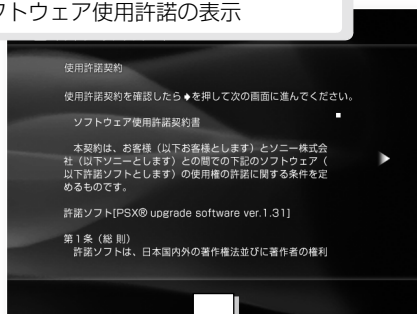 フトウェア使用許諾の表示
使用許諾契約
使用許諾契約を確認したら♦を押して次の画面に進んでください。
ソフトウェア使用許諾契約書
本契約は、お客様（以下お客様とします）とソニー株式会
社（以下ソニーとします）との間での下記のソフトウェア（
以下許諾ソフトとします）の使用権の許諾に関する条件を定
めるものです。
許諾ソフト[PSX® upgrade software ver.1.31]
第１条（総 則）
許諾ソフトは、日本国内外の著作権法並びに著作者の権利